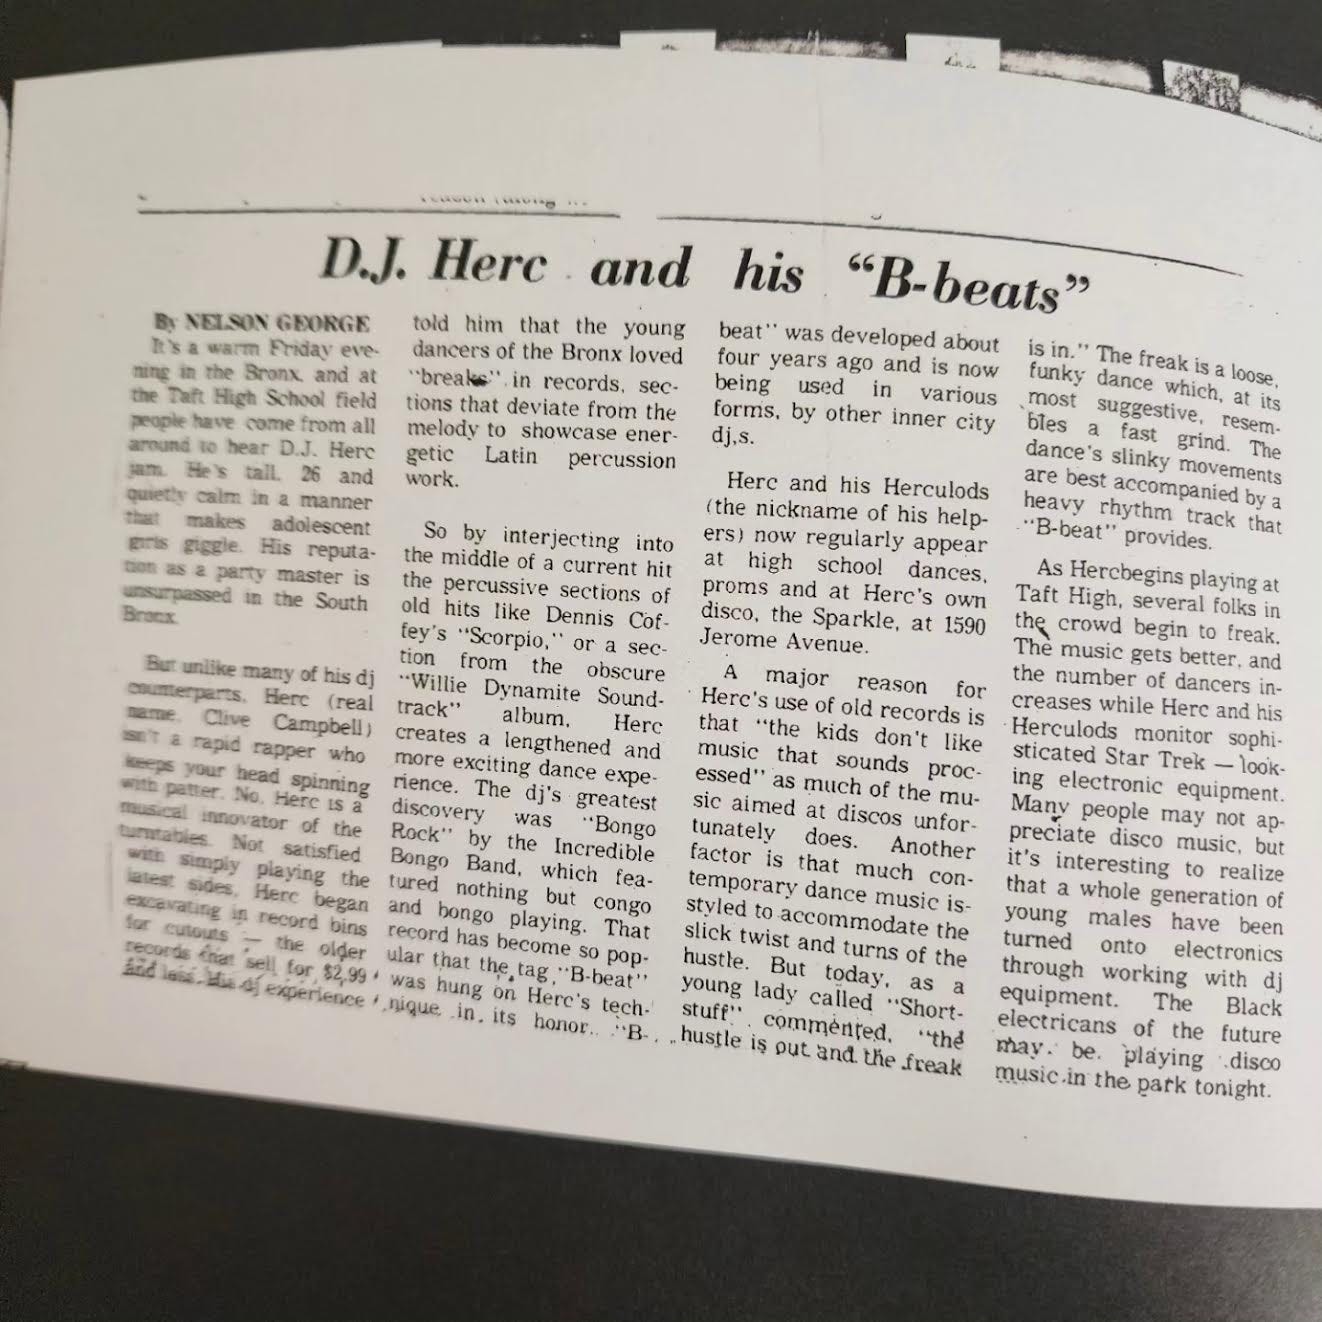 D.J. Herc and his “B-beats”
By NELSON GEORGE
It's a warm Friday eve-
ning in the Bronx, and at
the Taft High School field
people have come from all
around to hear D.J. Herc
jam. He's tall, 26 and
quietly calm in a manner
that makes adolescent
girls giggle. His reputa-
tion as a party master is
unsurpassed in the South
Bronx.
But unlike many of his dj
counterparts, Herc (real
name, Clive Campbell)
isn't a rapid rapper who
keeps your head spinning
with patter. No, Herc is a
musical innovator of the
turntables. Not satisfied
with simply playing the
latest sides, Herc began
excavating in record bins
for cutouts — the older
records that sell for $2.99
and less. His dj experience
told him that the young
dancers of the Bronx loved
"breaks" in records, sec-
tions that deviate from the
melody to showcase ener-
getic Latin percussion
work.
So by interjecting into
the middle of a current hit
the percussive sections of
old hits like Dennis Cof-
fey's "Scorpio," or a sec-
tion from the obscure
"Willie Dynamite Sound-
track" album, Herc
creates a lengthened and
more exciting dance expe-
rience. The dj's greatest
discovery was "Bongo
Rock" by the Incredible
Bongo Band, which fea-
tured nothing but congo
and bongo playing. That
record has become so pop-
ular that the tag "B-beat"
was hung on Herc's tech-
nique in its honor. "B-
beat" was developed about
four years ago and is now
being used in various
forms, by other inner city
dj,s.
Herc and his Herculods
(the nickname of his help-
ers) now regularly appear
at high school dances,
proms and at Herc's own
disco, the Sparkle, at 1590
Jerome Avenue.
A major reason for
Herc's use of old records is
that "the kids don't like
music that sounds proc-
essed" as much of the mu-
sic aimed at discos unfor-
tunately does. Another
factor is that much con-
temporary dance music is
styled to accommodate the
slick twist and turns of the
hustle. But today, as a
young lady called "Short-
stuff" commented, "the
hustle is out and the freak
is in." The freak is a loose,
funky dance which, at its
most suggestive, resem-
bles a fast grind. The
dance's slinky movements
are best accompanied by a
heavy rhythm track that
"B-beat" provides.
As Hercbegins playing at
Taft High, several folks in
the crowd begin to freak.
The music gets better, and
the number of dancers in-
creases while Herc and his
Herculods monitor sophi-
sticated Star Trek — look-
ing electronic equipment.
Many people may not ap-
preciate disco music, but
it's interesting to realize
that a whole generation of
young males have been
turned onto electronics
through working with dj
equipment. The Black
electricans of the future
may be playing disco
music in the park tonight.